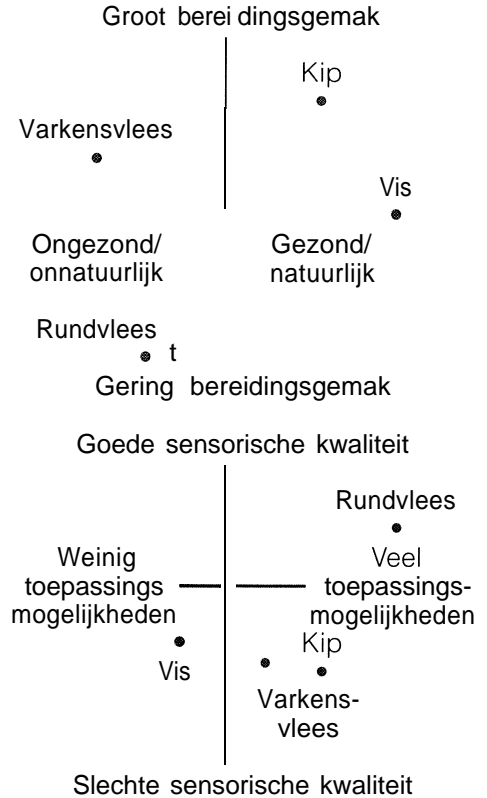 Groot berei dingsgemak
Kip
Varkensvlees
Vis
Ongezond/
onnatuurlijk
Gezond/
natuurlijk
Rundvlees
t
Gering bereidingsgemak
Goede sensorische kwaliteit
Rundvlees
Weinig
toepassings
mogelijkheden
Veel
toepassings-
mogelijkheden
Kip
Vis
Varkens-
vlees
Slechte sensorische kwaliteit